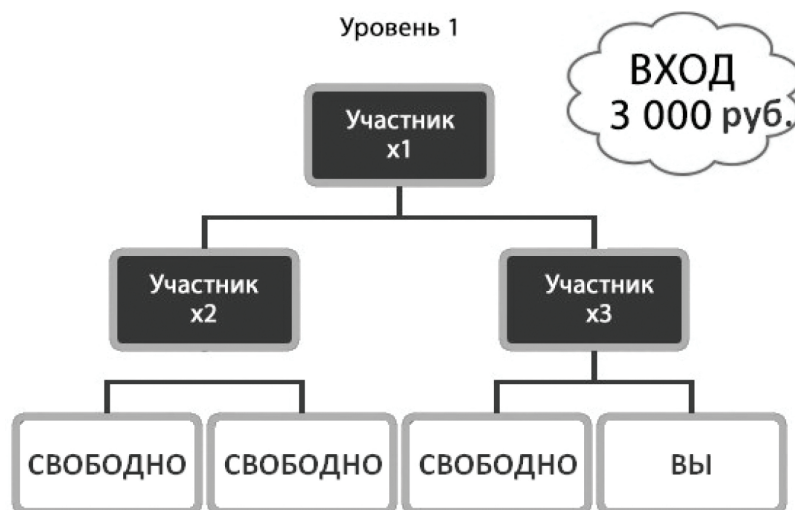 Уровень 1
ВХОД
3 000 руб.
Участник
x1
Участник
x2
Участник
x3
СВОБОДНО
СВОБОДНО
СВОБОДНО
ВЫ